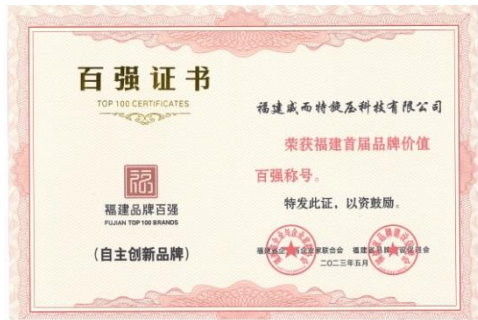 百强证书
TOP 100 CERTIFICATES
福建品牌百强
FUJIAN TOP 100 BRANDS
(自主创新品牌)
福建威而特旋压科技有限公司
荣获福建首届品牌价值
百强称号。
特发此证，以资鼓励。
二〇二三年五月